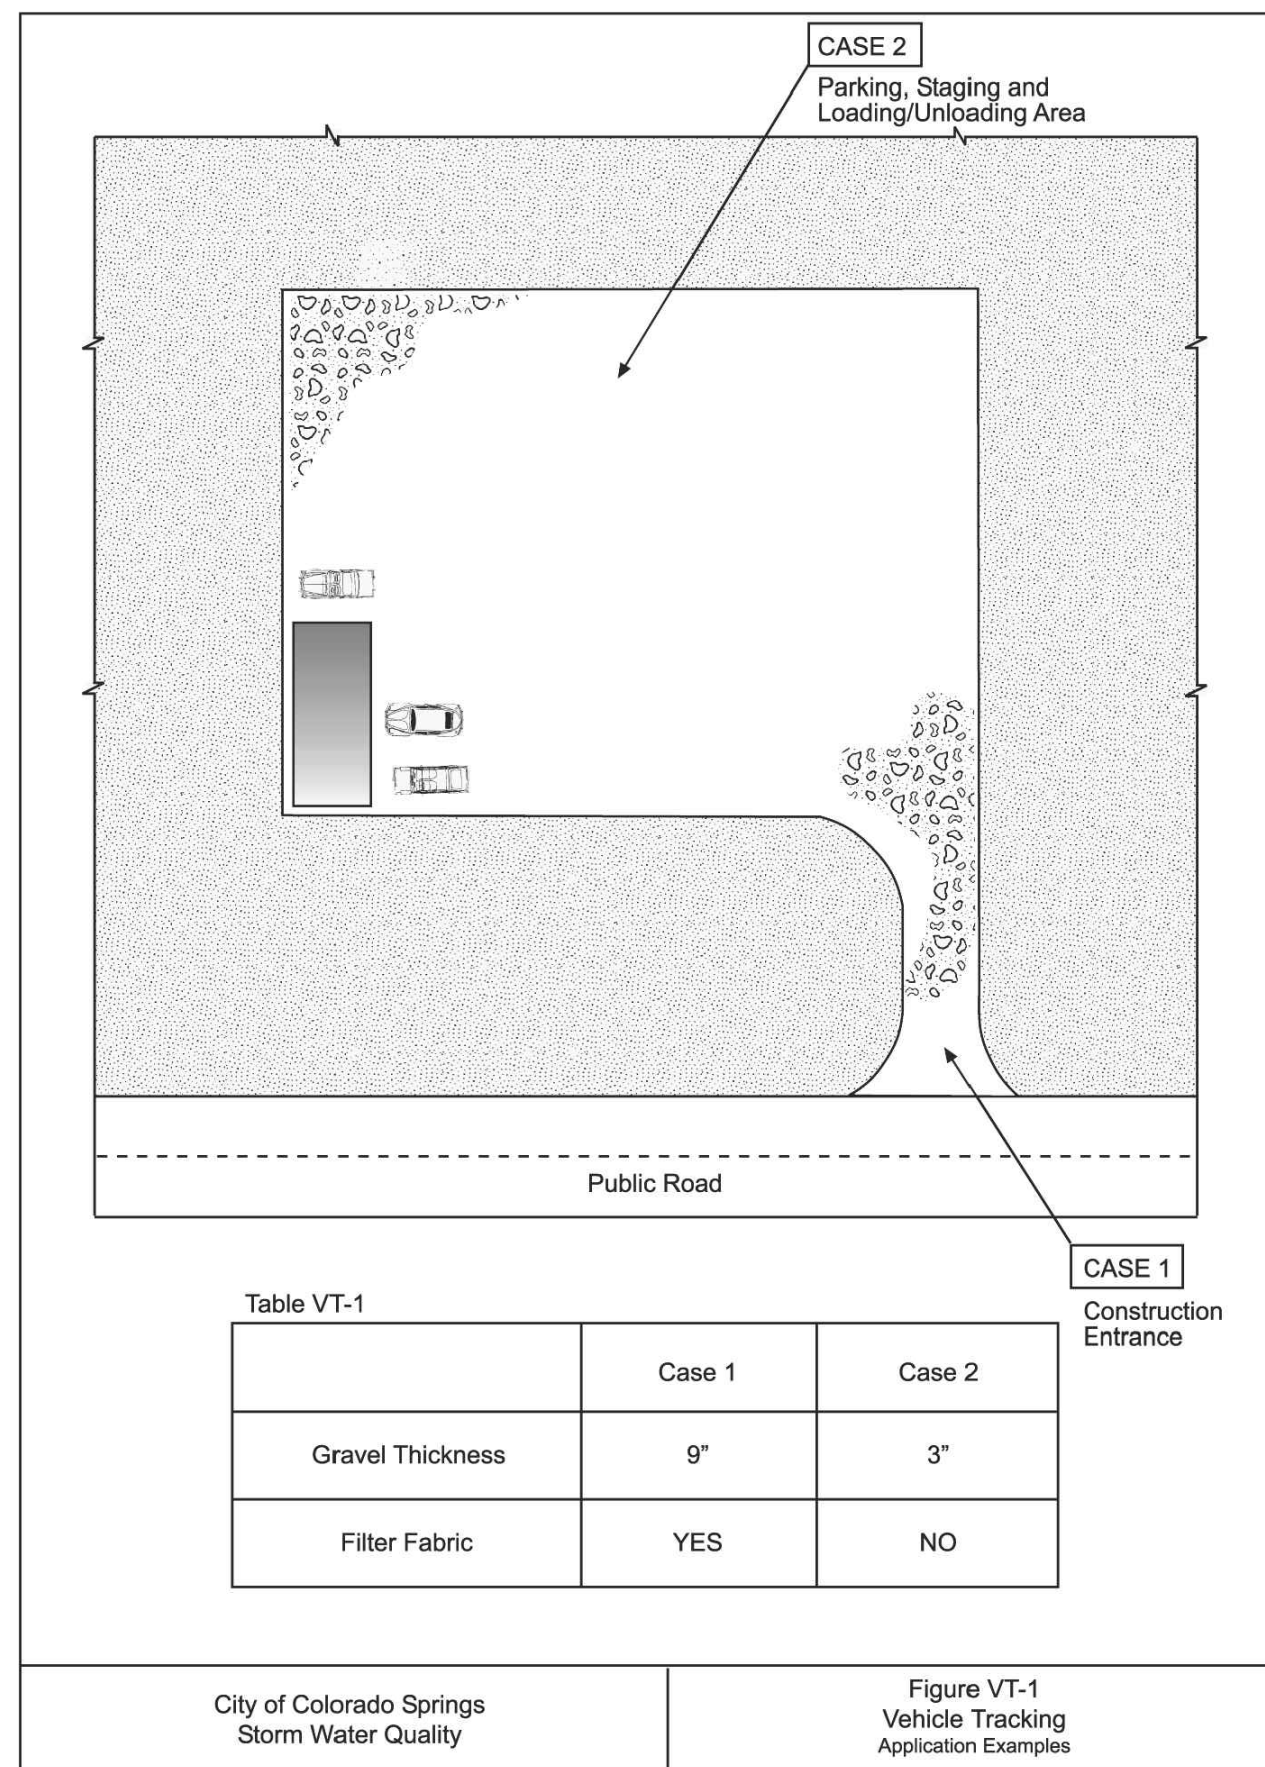 CASE 2
Parking, Staging and
Loading/Unloading Area
Public Road
CASE 1
Construction
Entrance
Table VT-1
Case 1 Case 2
Gravel Thickness 9” 3”
Filter Fabric YES NO
City of Colorado Springs
Storm Water Quality
Figure VT-1
Vehicle Tracking
Application Examples